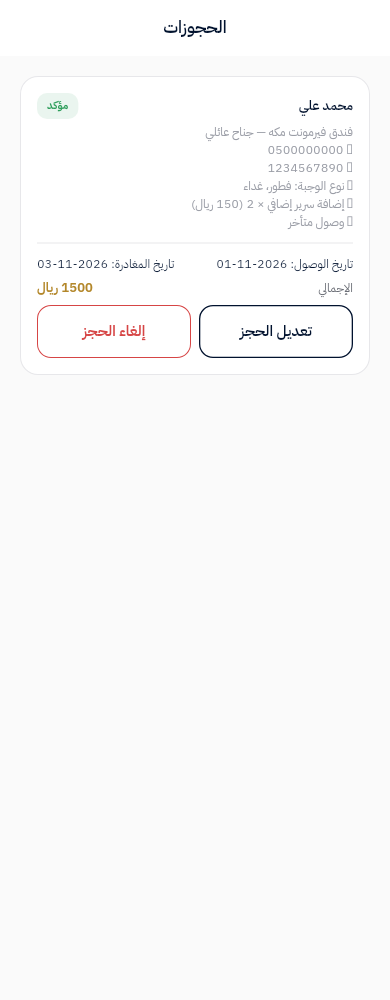 الحجوزات
محمد علي
مؤكد
فندق فيرمونت مكه — جناح عائلي
0500000000
1234567890
نوع الوجبة: فطور، غداء
إضافة سرير إضافي × 2 (150 ريال)
وصول متأخر
تاريخ الوصول: 2026-11-01
تاريخ المغادرة: 2026-11-03
الإجمالي
1500 ريال
تعديل الحجز
إلغاء الحجز